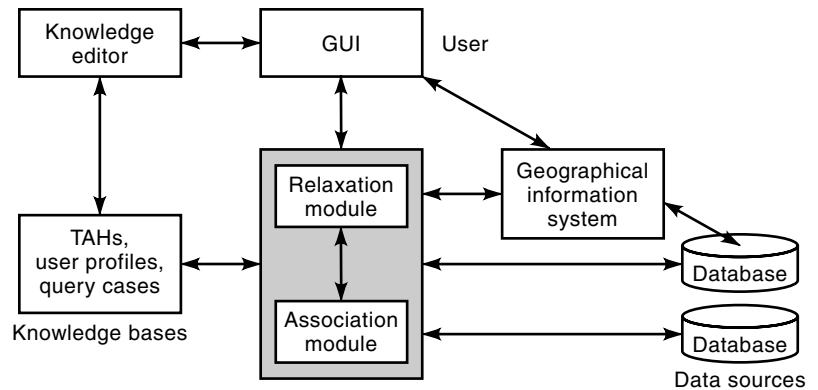 Knowledge
editor
GUI
User
Relaxation
module
Geographical
information
system
TAHs,
user profiles,
query cases
Knowledge bases
Association
module
Database
Database
Data sources